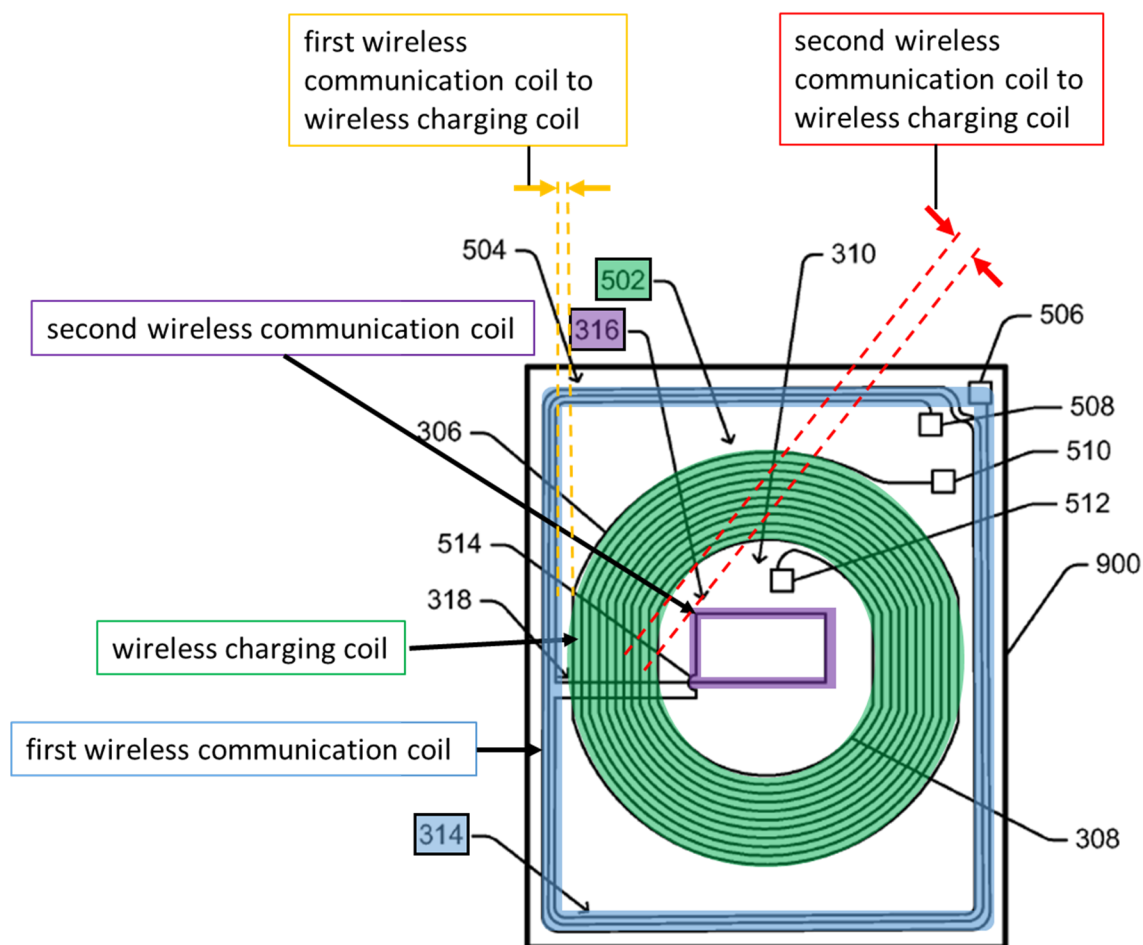 first wireless
communication coil to
wireless charging coil
second wireless
communication coil to
wireless charging coil
504
502
310
316
506
second wireless communication coil
508
306
510
512
514
900
318
wireless charging coil
first wireless communication coil
314
308